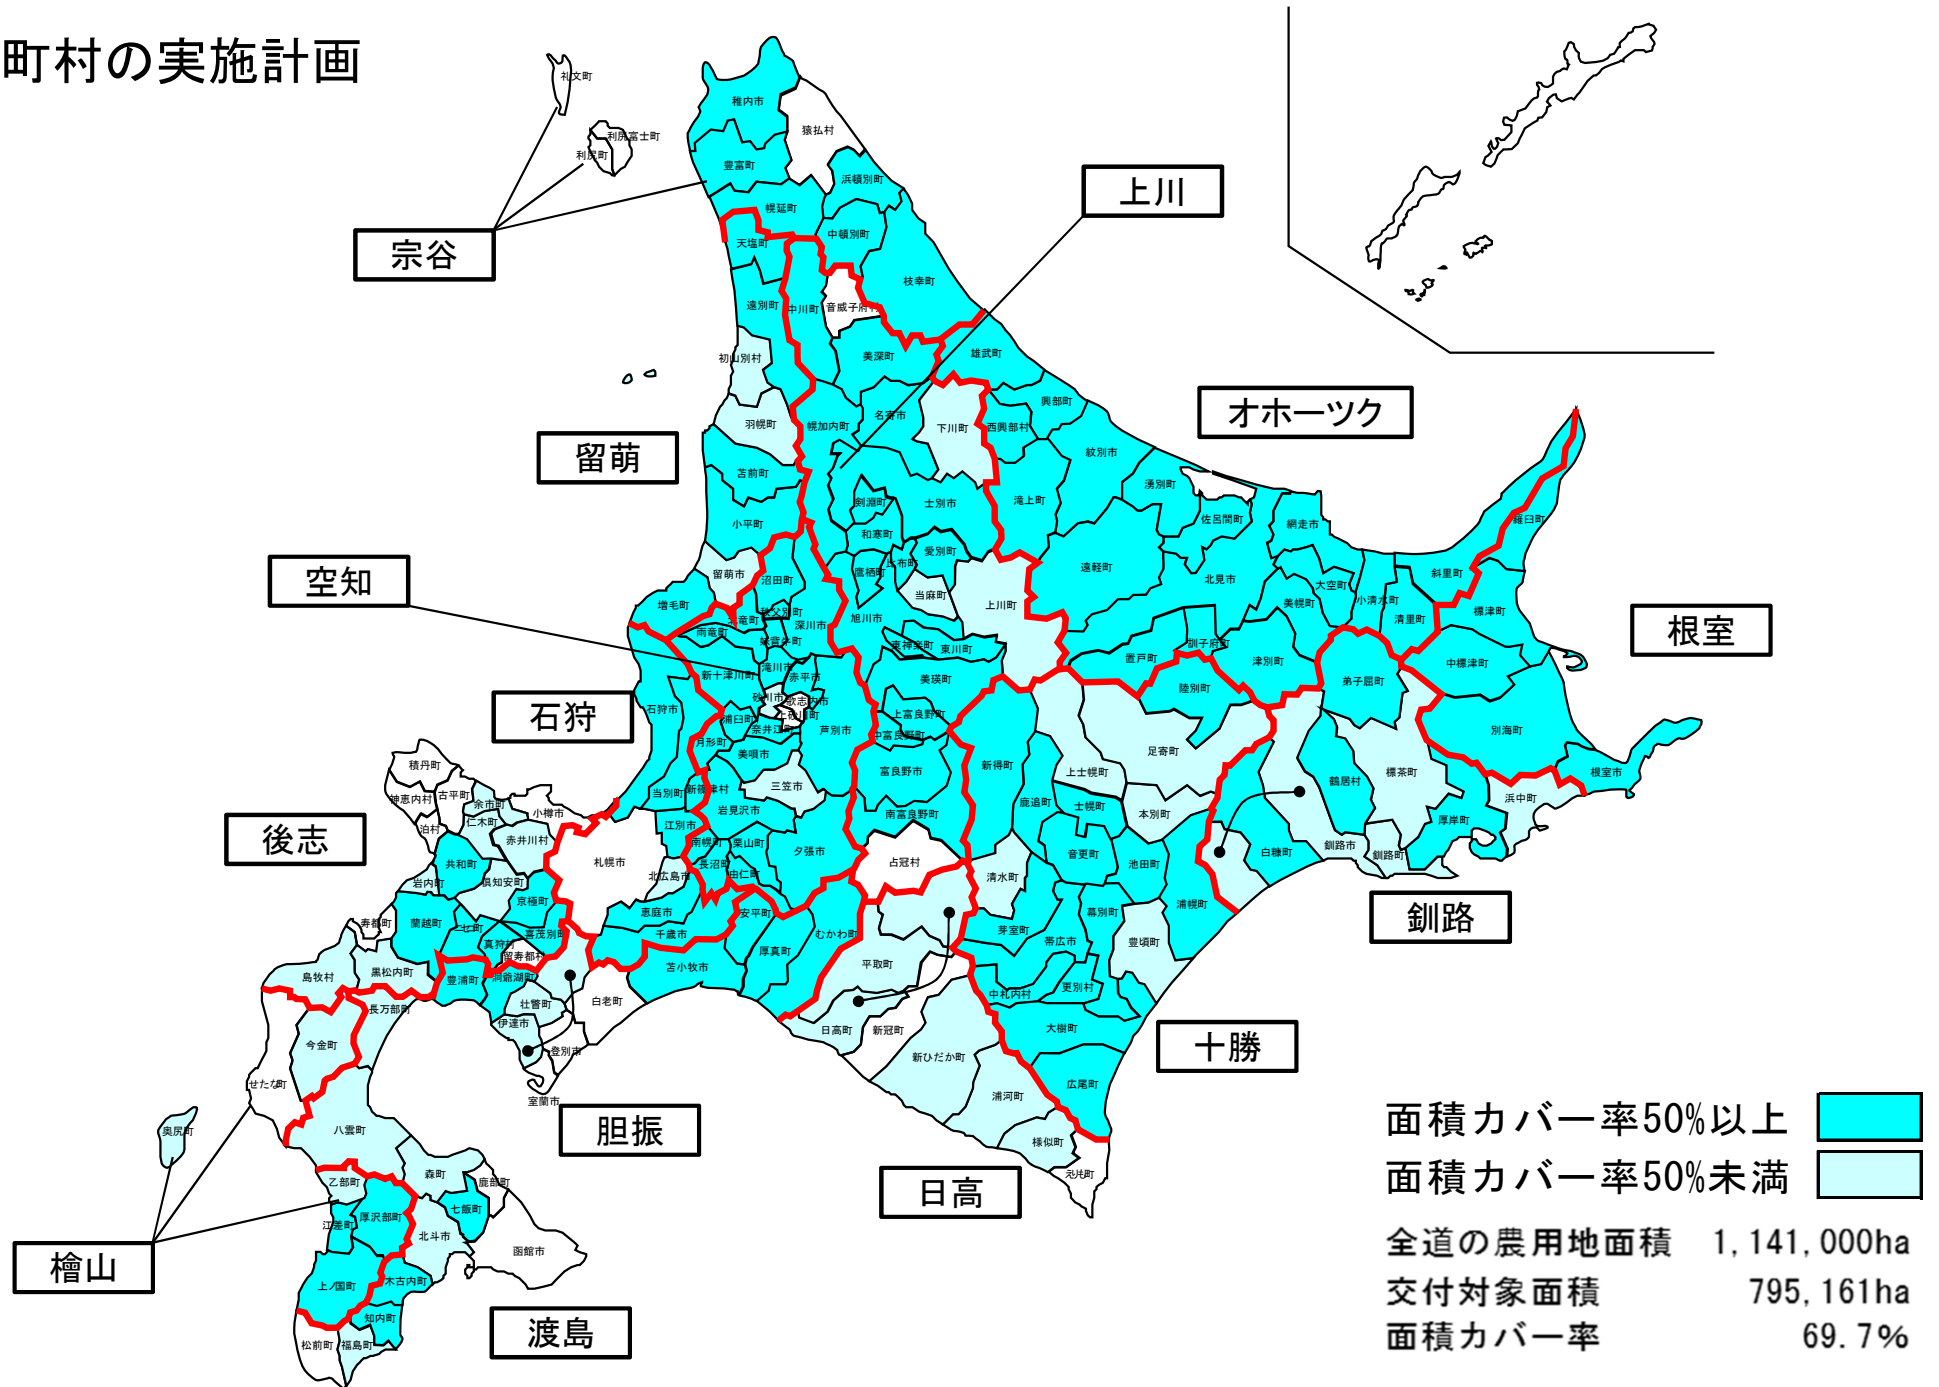 町村の実施計画
礼文町
利尻富士町
利尻町
稚内市
猿払村
豊富町
浜頓別町
幌延町
中頓別町
天塩町
枝幸町
遠別町
中川町
音威子府村
初山別村
美深町
雄武町
羽幌町
幌加内町
名寄市
下川町
西興部村
興部町
紋別市
苫前町
剣淵町
士別市
滝上町
湧別町
佐呂間町
網走市
小平町
和寒町
愛別町
比布町
鷹栖町
遠軽町
北見市
大空町
斜里町
羅臼町
留萌市
沼田町
当麻町
上川町
美幌町
小清水町
清里町
標津町
増毛町
秩父別町
北竜町
雨竜町
妹背牛町
深川市
旭川市
東神楽町
東川町
置戸町
訓子府町
津別町
中標津町
新十津川町
滝川市
赤平市
美瑛町
陸別町
弟子屈町
石狩市
砂川市
歌志内市
上砂川町
浦臼町
奈井江町
芦別市
上富良野町
中富良野町
別海町
月形町
美唄市
足寄町
新得町
上士幌町
鶴居村
標茶町
根室市
積丹町
神恵内村
古平町
余市町
小樽市
当別町
新篠津村
三笠市
富良野市
鹿追町
士幌町
本別町
浜中町
泊村
仁木町
赤井川村
江別市
岩見沢市
南富良野町
厚岸町
共和町
札幌市
南幌町
栗山町
夕張市
占冠村
音更町
池田町
白糠町
釧路市
釧路町
岩内町
倶知安町
北広島市
長沼町
由仁町
清水町
京極町
恵庭市
安平町
幕別町
浦幌町
寿都町
蘭越町
ニセ町
真狩村
喜茂別町
留寿都村
千歳市
厚真町
むかわ町
芽室町
帯広市
豊頃町
島牧村
黒松内町
豊浦町
洞爺湖町
苫小牧市
平取町
中札内村
更別村
長万部町
壮瞥町
白老町
伊達市
日高町
新冠町
大樹町
今金町
登別市
新ひだか町
せたな町
室蘭市
浦河町
広尾町
奥尻町
八雲町
様似町
えりも町
乙部町
森町
鹿部町
江差町
厚沢部町
七飯町
北斗市
函館市
上ノ国町
木古内町
知内町
松前町
福島町
宗谷
上川
オホーツク
留萌
空知
根室
石狩
後志
釧路
十勝
胆振
日高
檜山
渡島
面積カバー率50%以上
面積カバー率50%未満
全道の農用地面積 1,141,000ha
交付対象面積 795,161ha
面積カバー率 69.7%